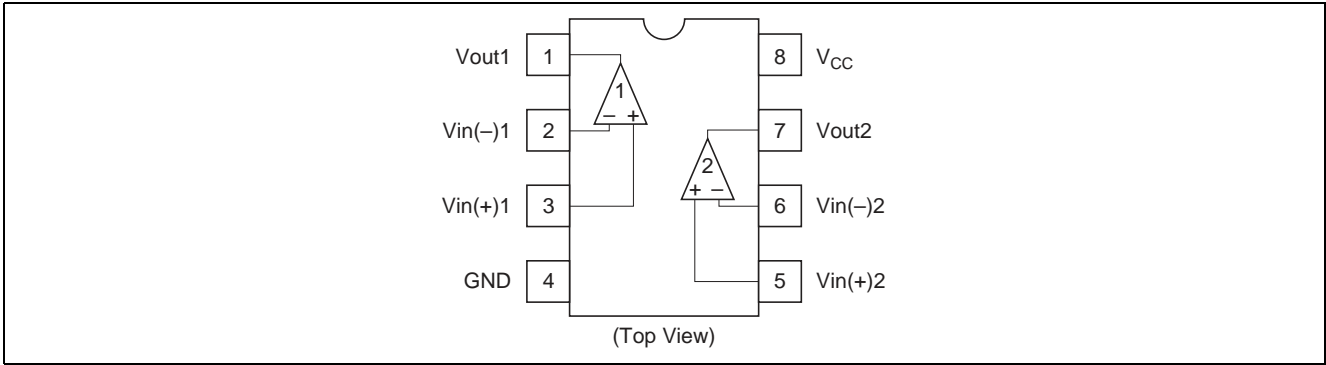 Vout1 1 8 V_CC
1
− +
Vin(–)1 2 7 Vout2
2
+ −
Vin(+)1 3 6 Vin(–)2
GND 4 5 Vin(+)2
(Top View)